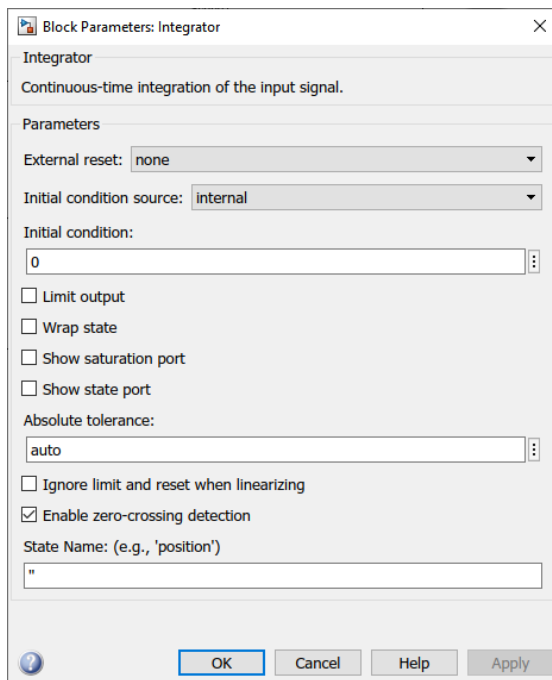 Block Parameters: Integrator
Integrator
Continuous-time integration of the input signal.
Parameters
External reset: none
Initial condition source: internal
Initial condition:
0
Limit output
Wrap state
Show saturation port
Show state port
Absolute tolerance:
auto
Ignore limit and reset when linearizing
Enable zero-crossing detection
State Name: (e.g., 'position')
''
OK Cancel Help Apply